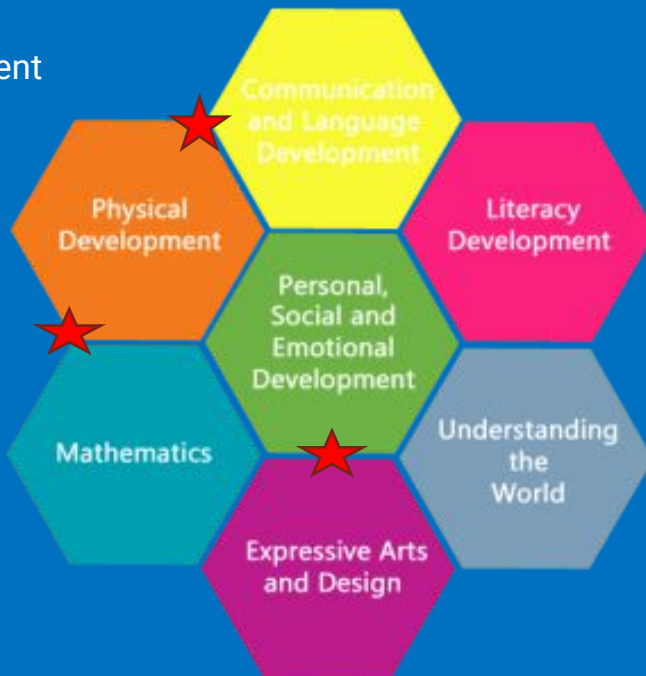 ent
Communication
and Language
Development
Physical
Development
Literacy
Development
Personal,
Social and
Emotional
Development
Mathematics
Understanding
the
World
Expressive Arts
and Design